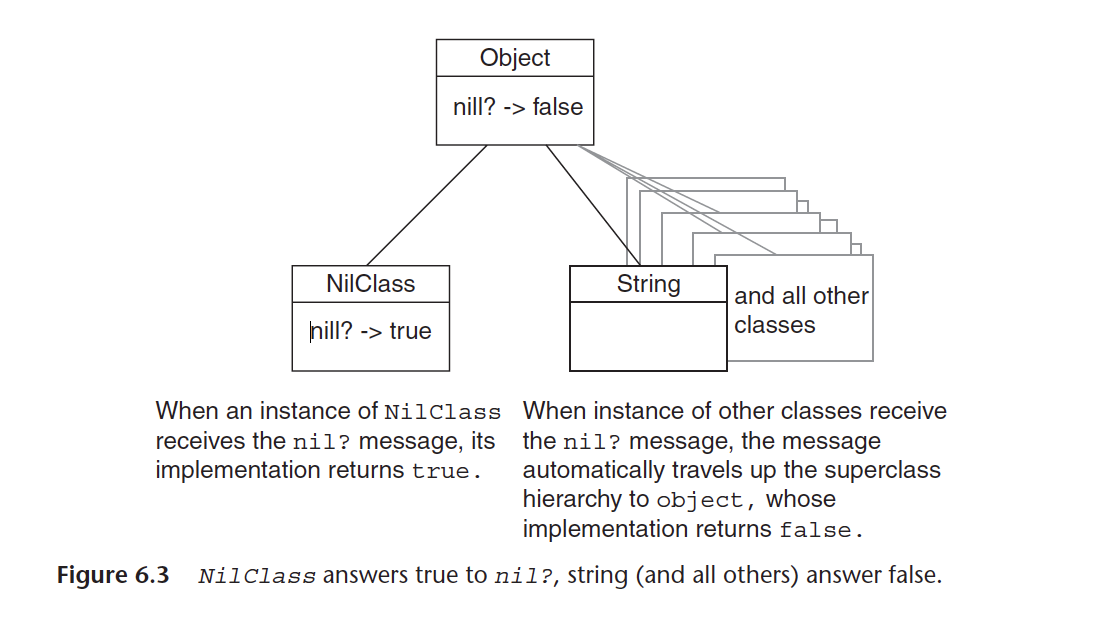 Object
nill? -> false
NilClass
nill? -> true
String
and all other
classes
When an instance of NilClass
receives the nil? message, its
implementation returns true.
When instance of other classes receive
the nil? message, the message
automatically travels up the superclass
hierarchy to object, whose
implementation returns false.
Figure 6.3 NilClass answers true to nil?, string (and all others) answer false.